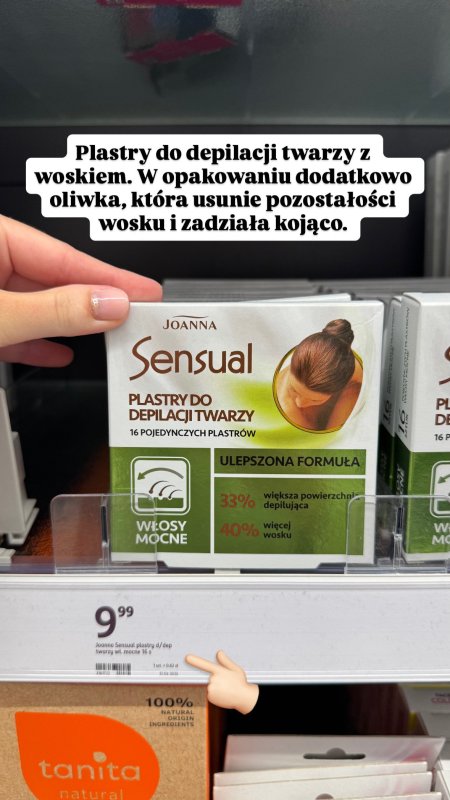 Plastry do depilacji twarzy z
woskiem. W opakowaniu dodatkowo
oliwka, która usunie pozostałości
wosku i zadziała kojąco.
JOANNA
Sensual
PLASTRY DO
DEPILACJI TWARZY
16 POJEDYNCZYCH PLASTRÓW
ULEPSZONA FORMUŁA
33% większa powierzchnia
depilująca
40% więcej
wosku
WŁOSY
MOCNE
9 99
Joanna Sensual plastry d/dep
twarzy wł. mocne 16 s
100%
NATURAL
ORIGIN
INGREDIENTS
tanita
natural